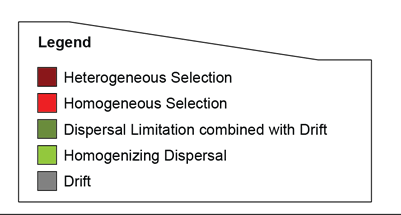 Legend
Heterogeneous Selection
Homogeneous Selection
Dispersal Limitation combined with Drift
Homogenizing Dispersal
Drift